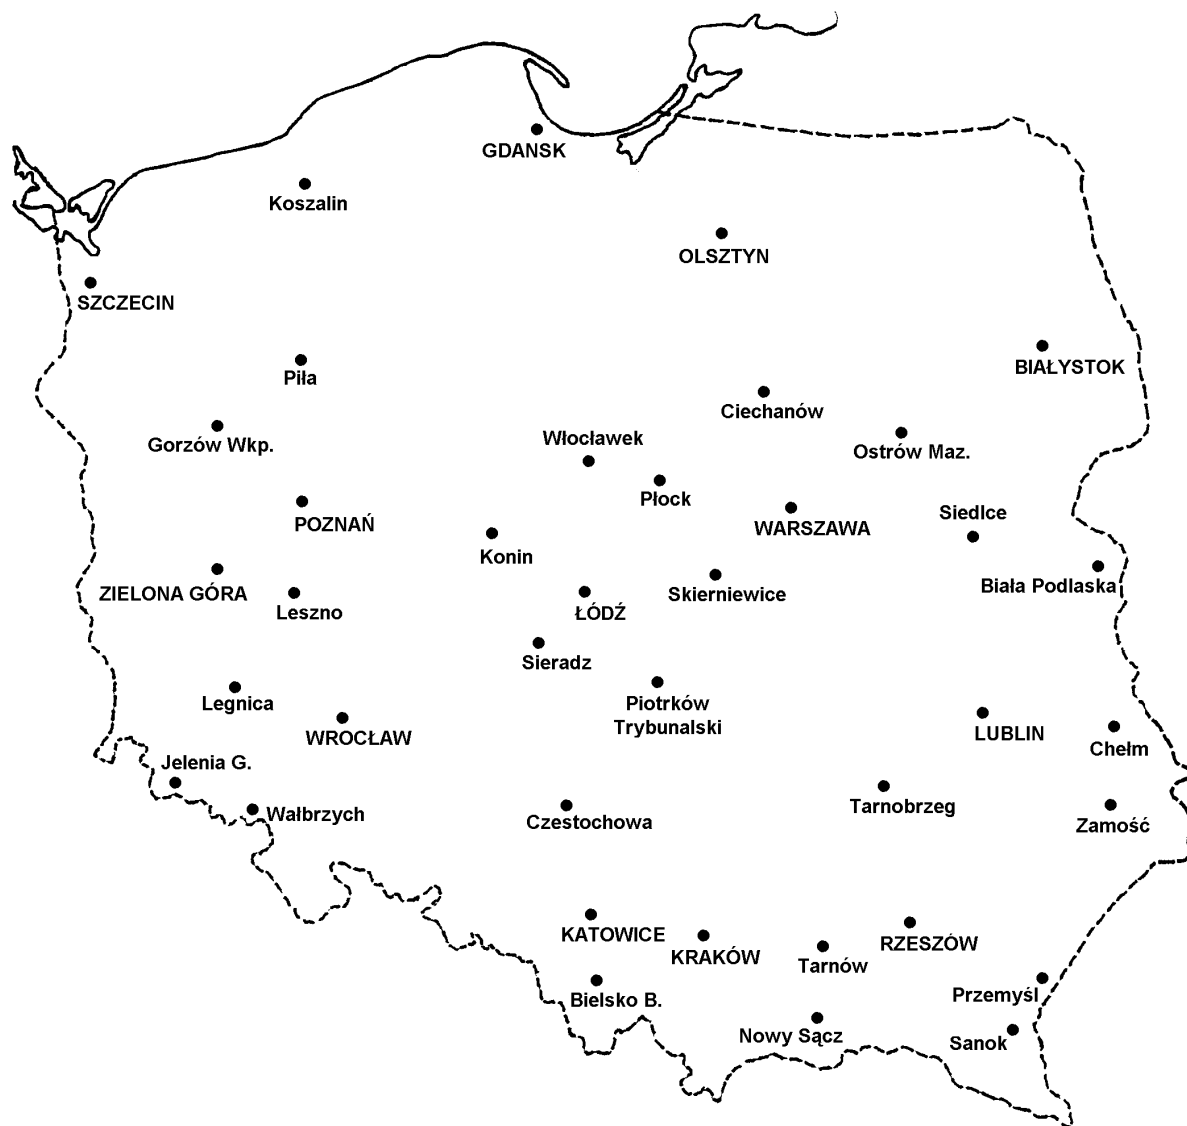 GDANSK
Koszalin
OLSZTYN
SZCZECIN
BIAŁYSTOK
Piła
Ciechanów
Gorzów Wkp.
Włocławek
Ostrów Maz.
Płock
Siedlce
POZNAŃ
WARSZAWA
Konin
Biała Podlaska
ZIELONA GÓRA
Skierniewice
Leszno
ŁÓDŹ
Sieradz
Legnica
Piotrków
Trybunalski
WROCŁAW
LUBLIN
Chełm
Jelenia G.
Tarnobrzeg
Wałbrzych
Czestochowa
Zamość
KATOWICE
RZESZÓW
KRAKÓW
Tarnów
Przemyśl
Bielsko B.
Nowy Sącz
Sanok